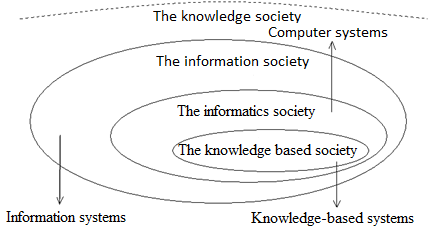 The knowledge society
Computer systems
The information society
The informatics society
The knowledge based society
Information systems
Knowledge-based systems